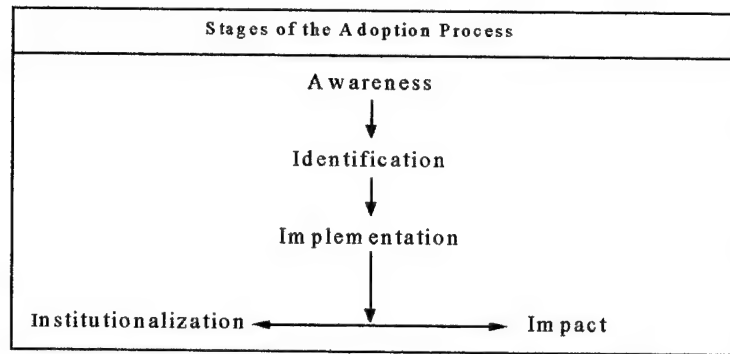 Stages of the Adoption Process
Awareness
Identification
Implementation
Institutionalization Impact